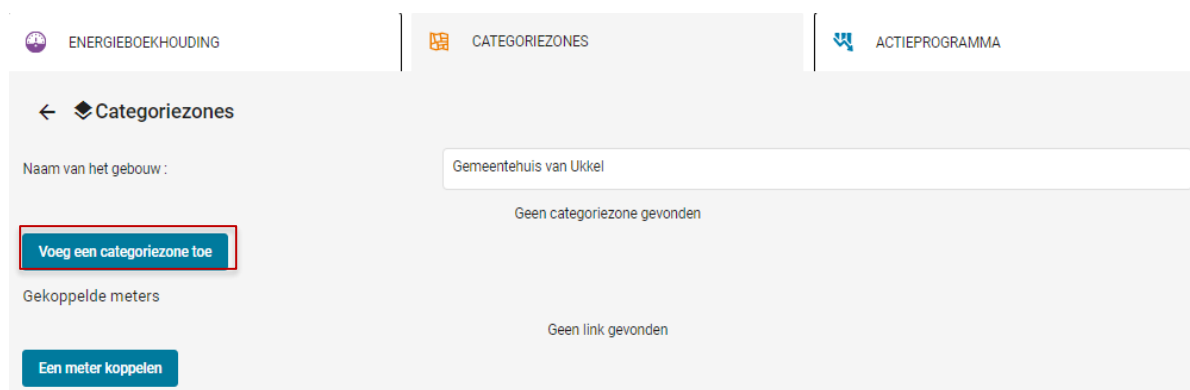 ENERGIEBOEKHOUDING
CATEGORIEZONES
ACTIEPROGRAMMA
Categoriezones
Naam van het gebouw :
Gemeentehuis van Ukkel
Geen categoriezone gevonden
Voeg een categoriezone toe
Gekoppelde meters
Geen link gevonden
Een meter koppelen